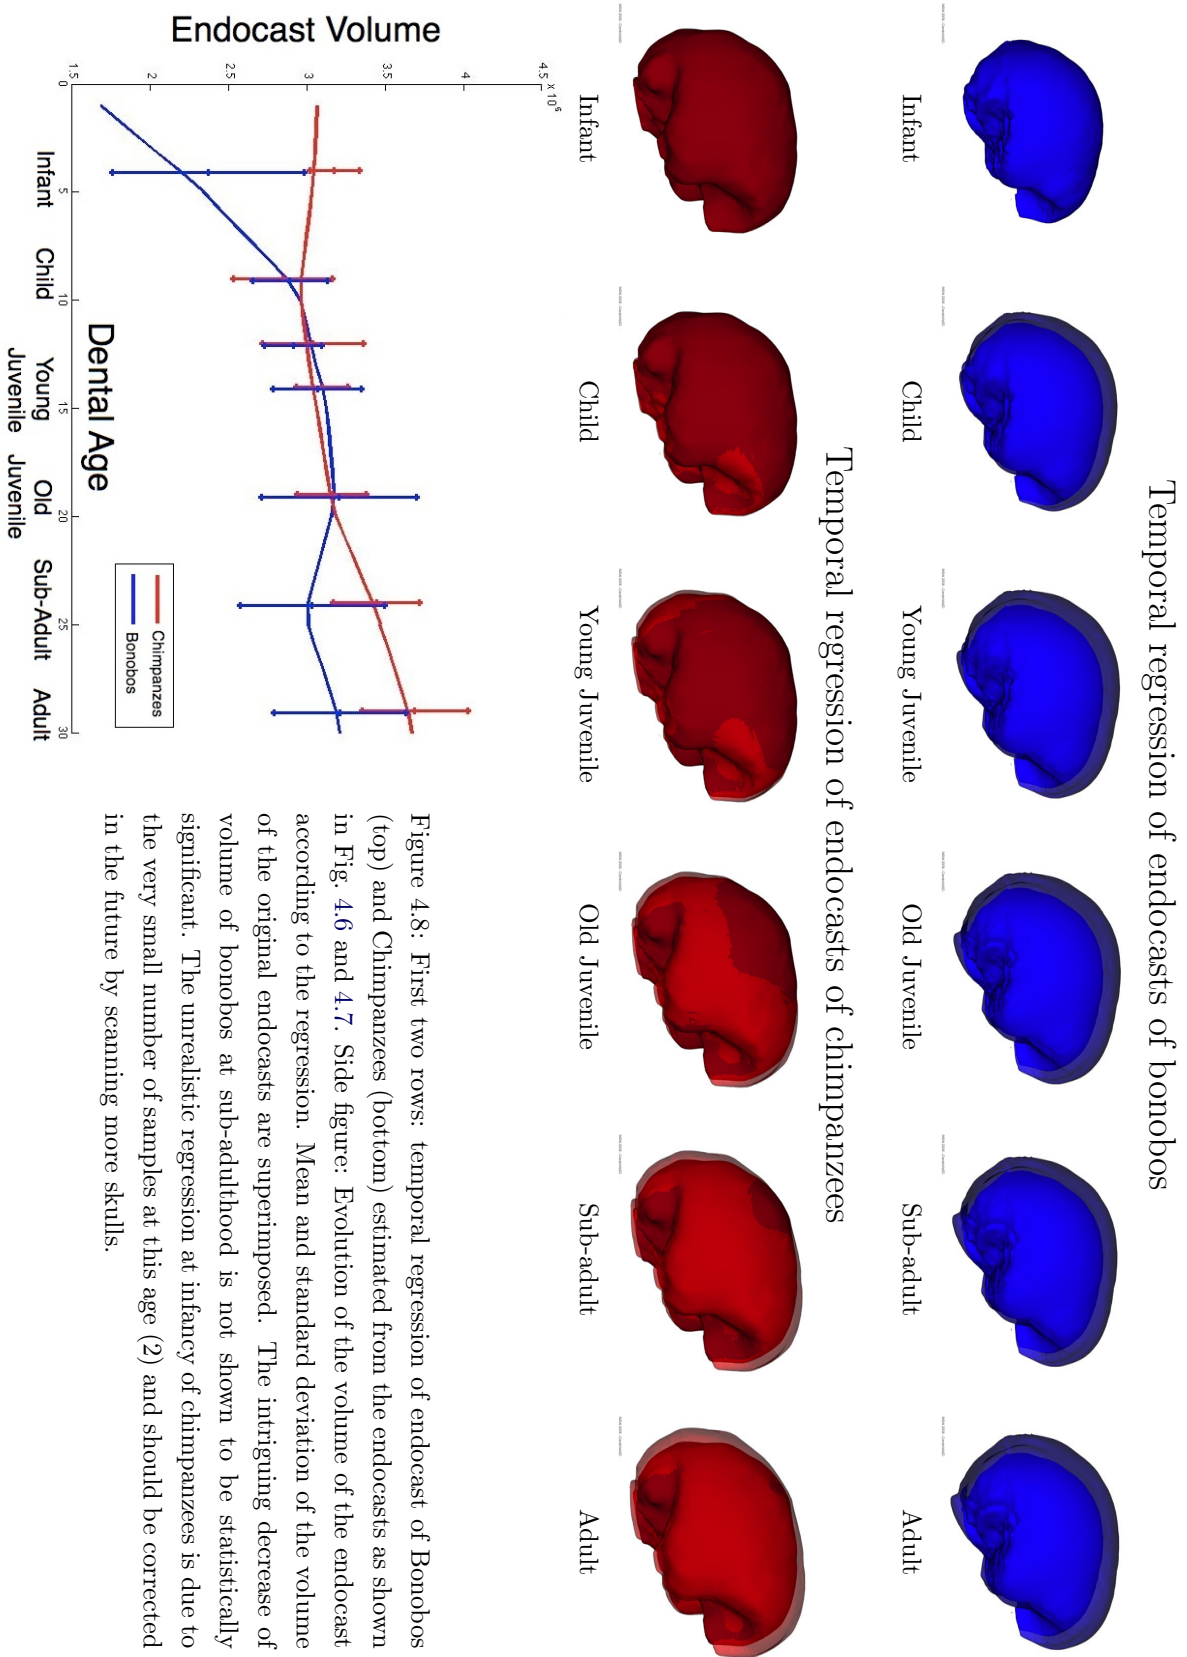 Temporal regression of endocasts of bonobos
Infant Child Young Juvenile Old Juvenile Sub-adult Adult
Temporal regression of endocasts of chimpanzees
Infant Child Young Juvenile Old Juvenile Sub-adult Adult
Endocast Volume
4.5 x 10^5
4
3.5
3
2.5
2
1.5
0 5 10 15 20 25 30
Chimpanzes
Bonobos
Dental Age
Infant Child Young Juvenile Old Juvenile Sub-Adult Adult
Figure 4.8: First two rows: temporal regression of endocast of Bonobos
(top) and Chimpanzees (bottom) estimated from the endocasts as shown
in Fig. 4.6 and 4.7. Side figure: Evolution of the volume of the endocast
according to the regression. Mean and standard deviation of the volume
of the original endocasts are superimposed. The intriguing decrease of
volume of bonobos at sub-adulthood is not shown to be statistically
significant. The unrealistic regression at infancy of chimpanzees is due to
the very small number of samples at this age (2) and should be corrected
in the future by scanning more skulls.